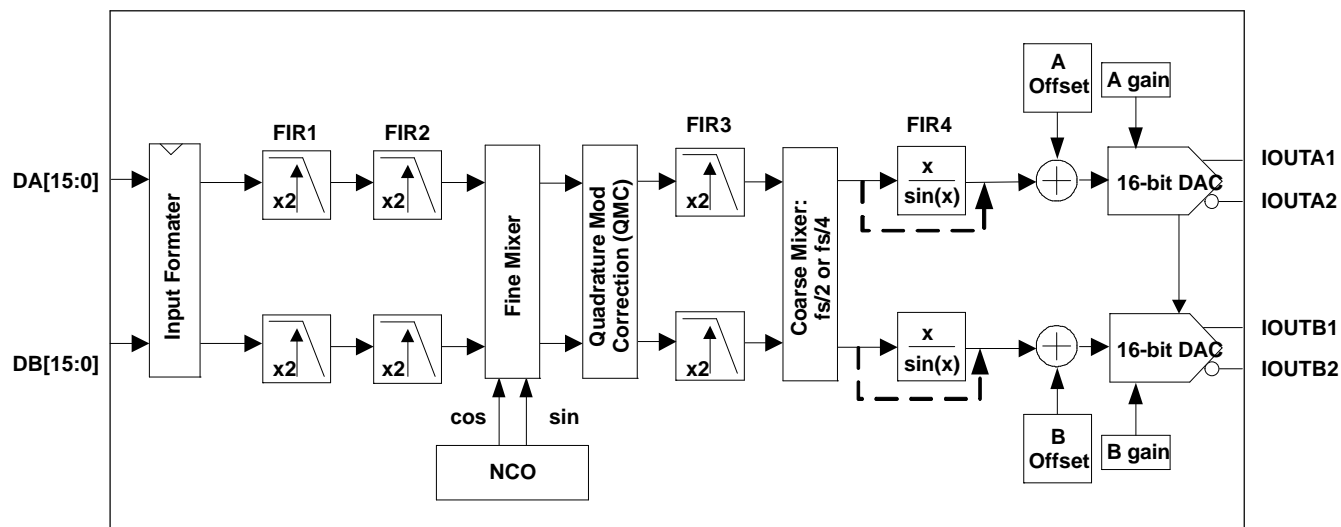 A
Offset
A gain
FIR1
FIR2
FIR3
FIR4
DA[15:0]
Input Formater
x2
x2
Fine Mixer
Quadrature Mod
Correction (QMC)
x2
Coarse Mixer:
fs/2 or fs/4
x
sin(x)
16-bit DAC
IOUTA1
IOUTA2
DB[15:0]
x2
x2
x2
x
sin(x)
16-bit DAC
IOUTB1
IOUTB2
cos
sin
NCO
B
Offset
B gain